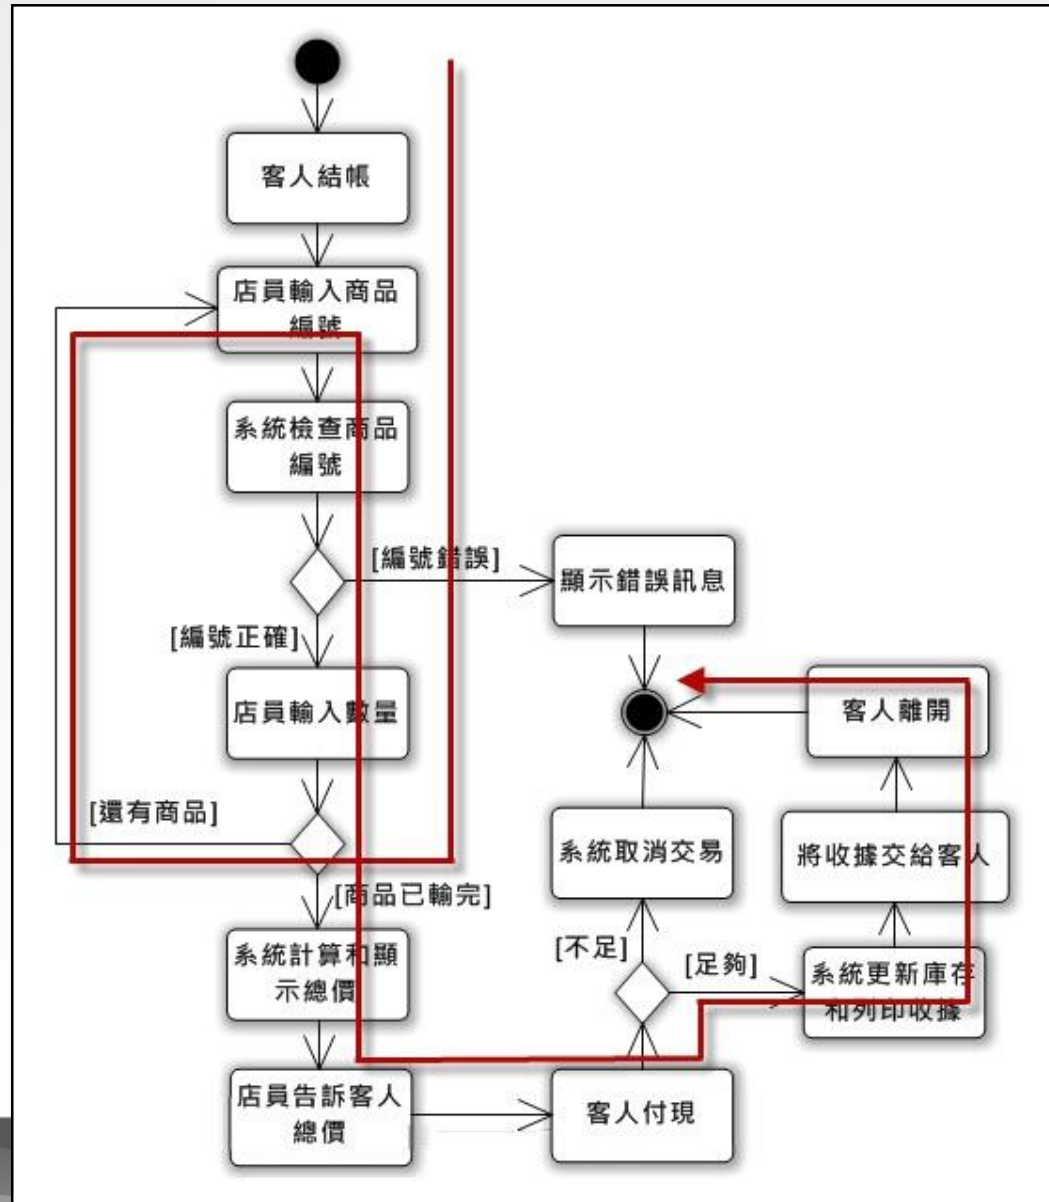 客人結帳
店員輸入商品
編號
系統檢查商品
編號
[編號錯誤]
顯示錯誤訊息
[編號正確]
店員輸入數量
客人離開
[還有商品]
系統取消交易
將收據交給客人
[商品已輸完]
系統計算和顯
示總價
[不足]
[足夠]
系統更新庫存
和列印收據
店員告訴客人
總價
客人付現